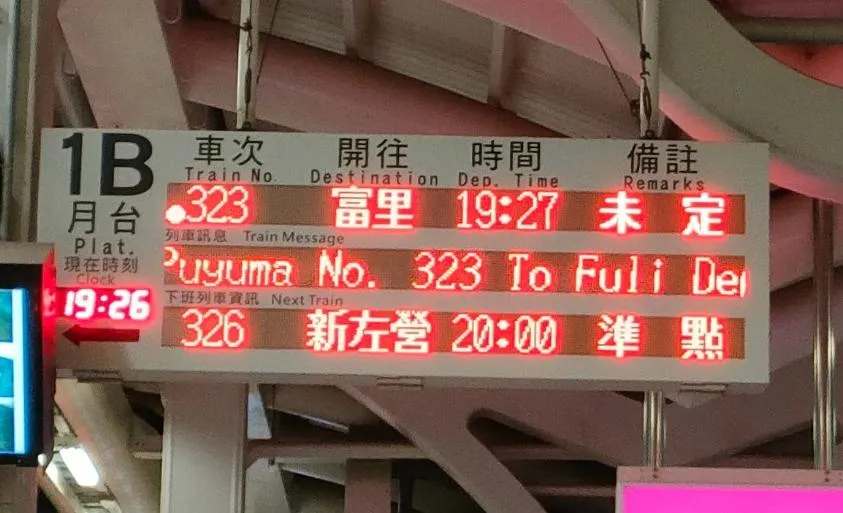 1B 車次 開往 時間 備註
Train No. Destination Dep. Time Remarks
月台 323 富里 19:27 未定
Plat. 列車訊息 Train Message
現在時刻 Puyuma No. 323 To Fuli
Clock 下班列車資訊 Next Train
19:26 326 新左營 20:00 準點